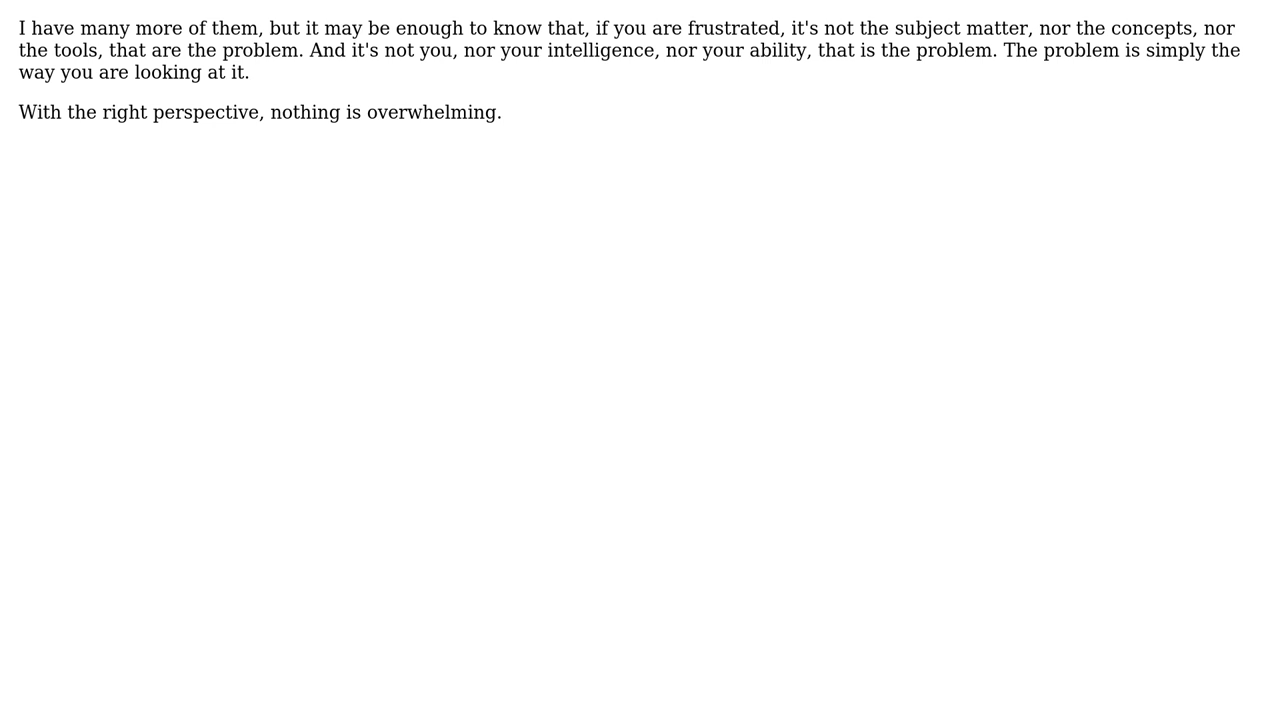 I have many more of them, but it may be enough to know that, if you are frustrated, it's not the subject matter, nor the concepts, nor
the tools, that are the problem. And it's not you, nor your intelligence, nor your ability, that is the problem. The problem is simply the
way you are looking at it.
With the right perspective, nothing is overwhelming.